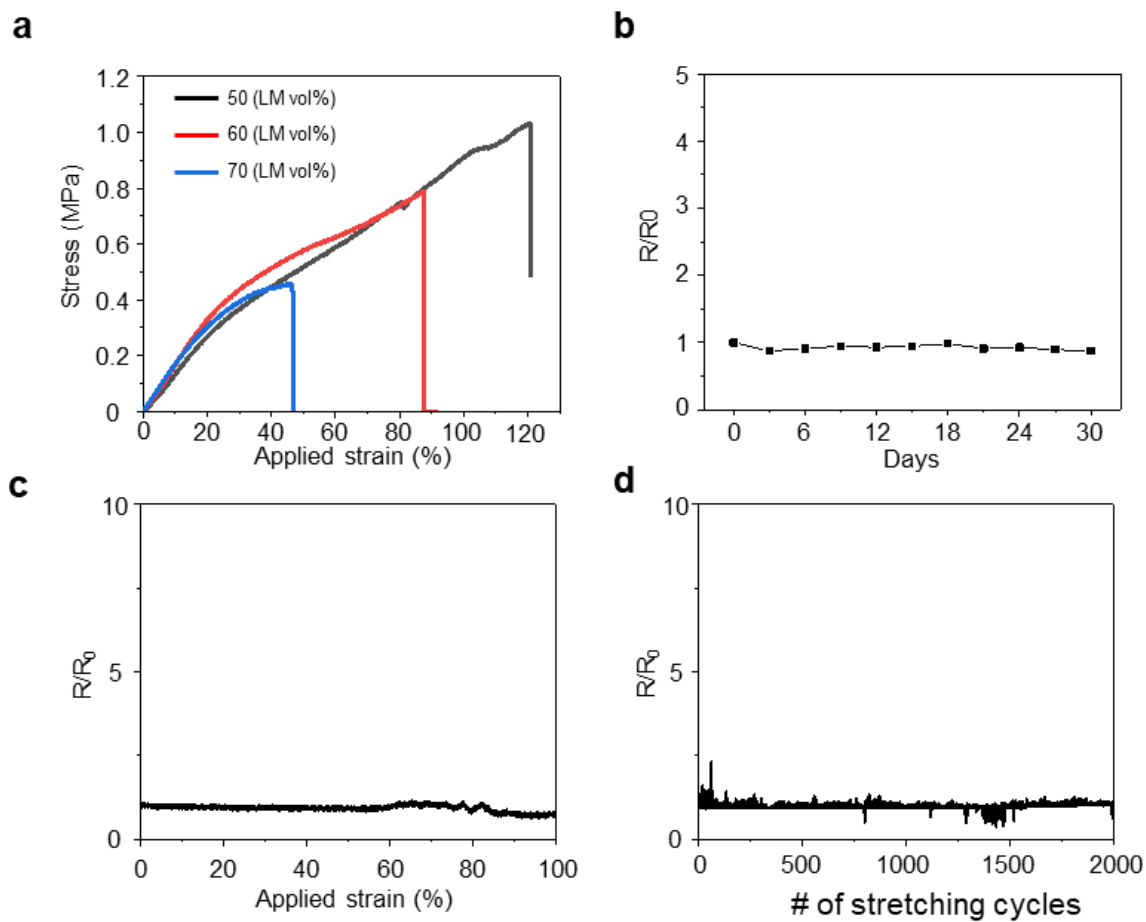 a
1.2
1.0
0.8
0.6
0.4
0.2
0
Stress (MPa)
50 (LM vol%)
60 (LM vol%)
70 (LM vol%)
0 20 40 60 80 100 120
Applied strain (%)
b
5
4
3
2
1
0
R/R0
0 6 12 18 24 30
Days
c
10
5
0
R/R₀
0 20 40 60 80 100
Applied strain (%)
d
10
5
0
R/R₀
0 500 1000 1500 2000
# of stretching cycles